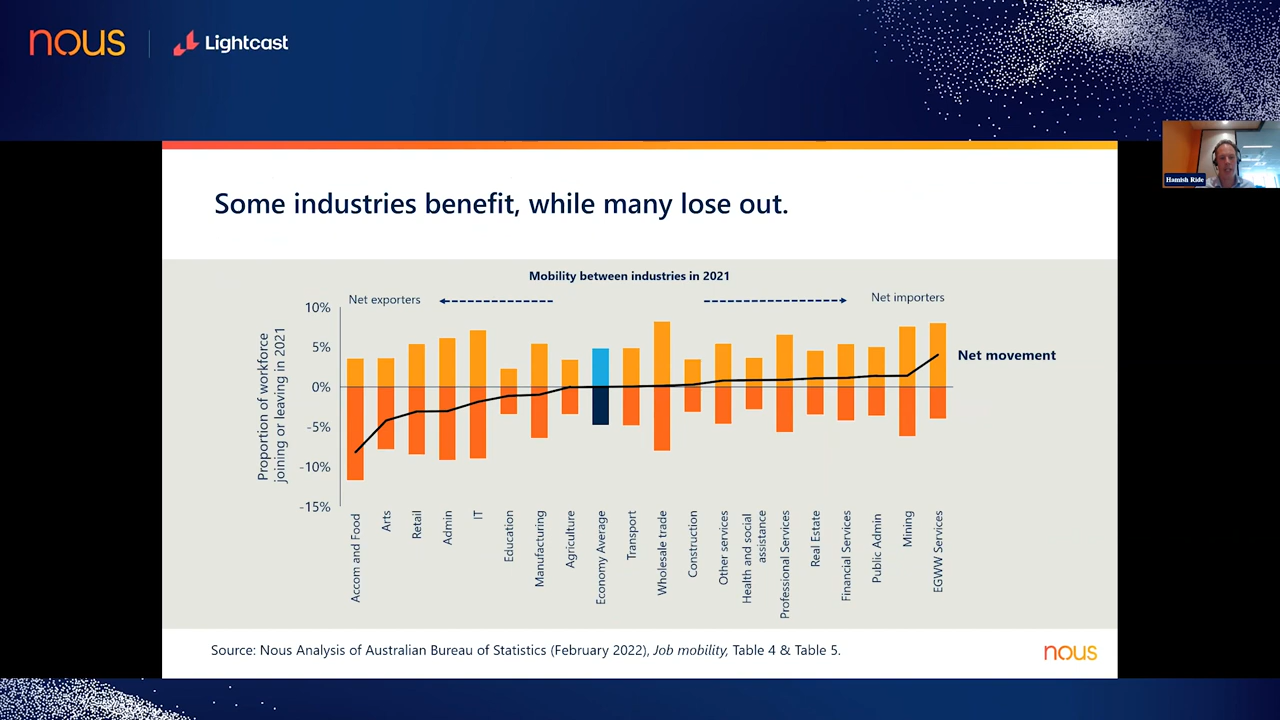 nous
Lightcast
Hamish Ride
Some industries benefit, while many lose out.
Mobility between industries in 2021
Net exporters
Net importers
Proportion of workforce
joining or leaving in 2021
10%
5%
0%
-5%
-10%
-15%
Net movement
Accom and Food
Arts
Retail
Admin
IT
Education
Manufacturing
Agriculture
Economy Average
Transport
Wholesale trade
Construction
Other services
Health and social
assistance
Professional Services
Real Estate
Financial Services
Public Admin
Mining
EGWW Services
Source: Nous Analysis of Australian Bureau of Statistics (February 2022), Job mobility, Table 4 & Table 5.
nous